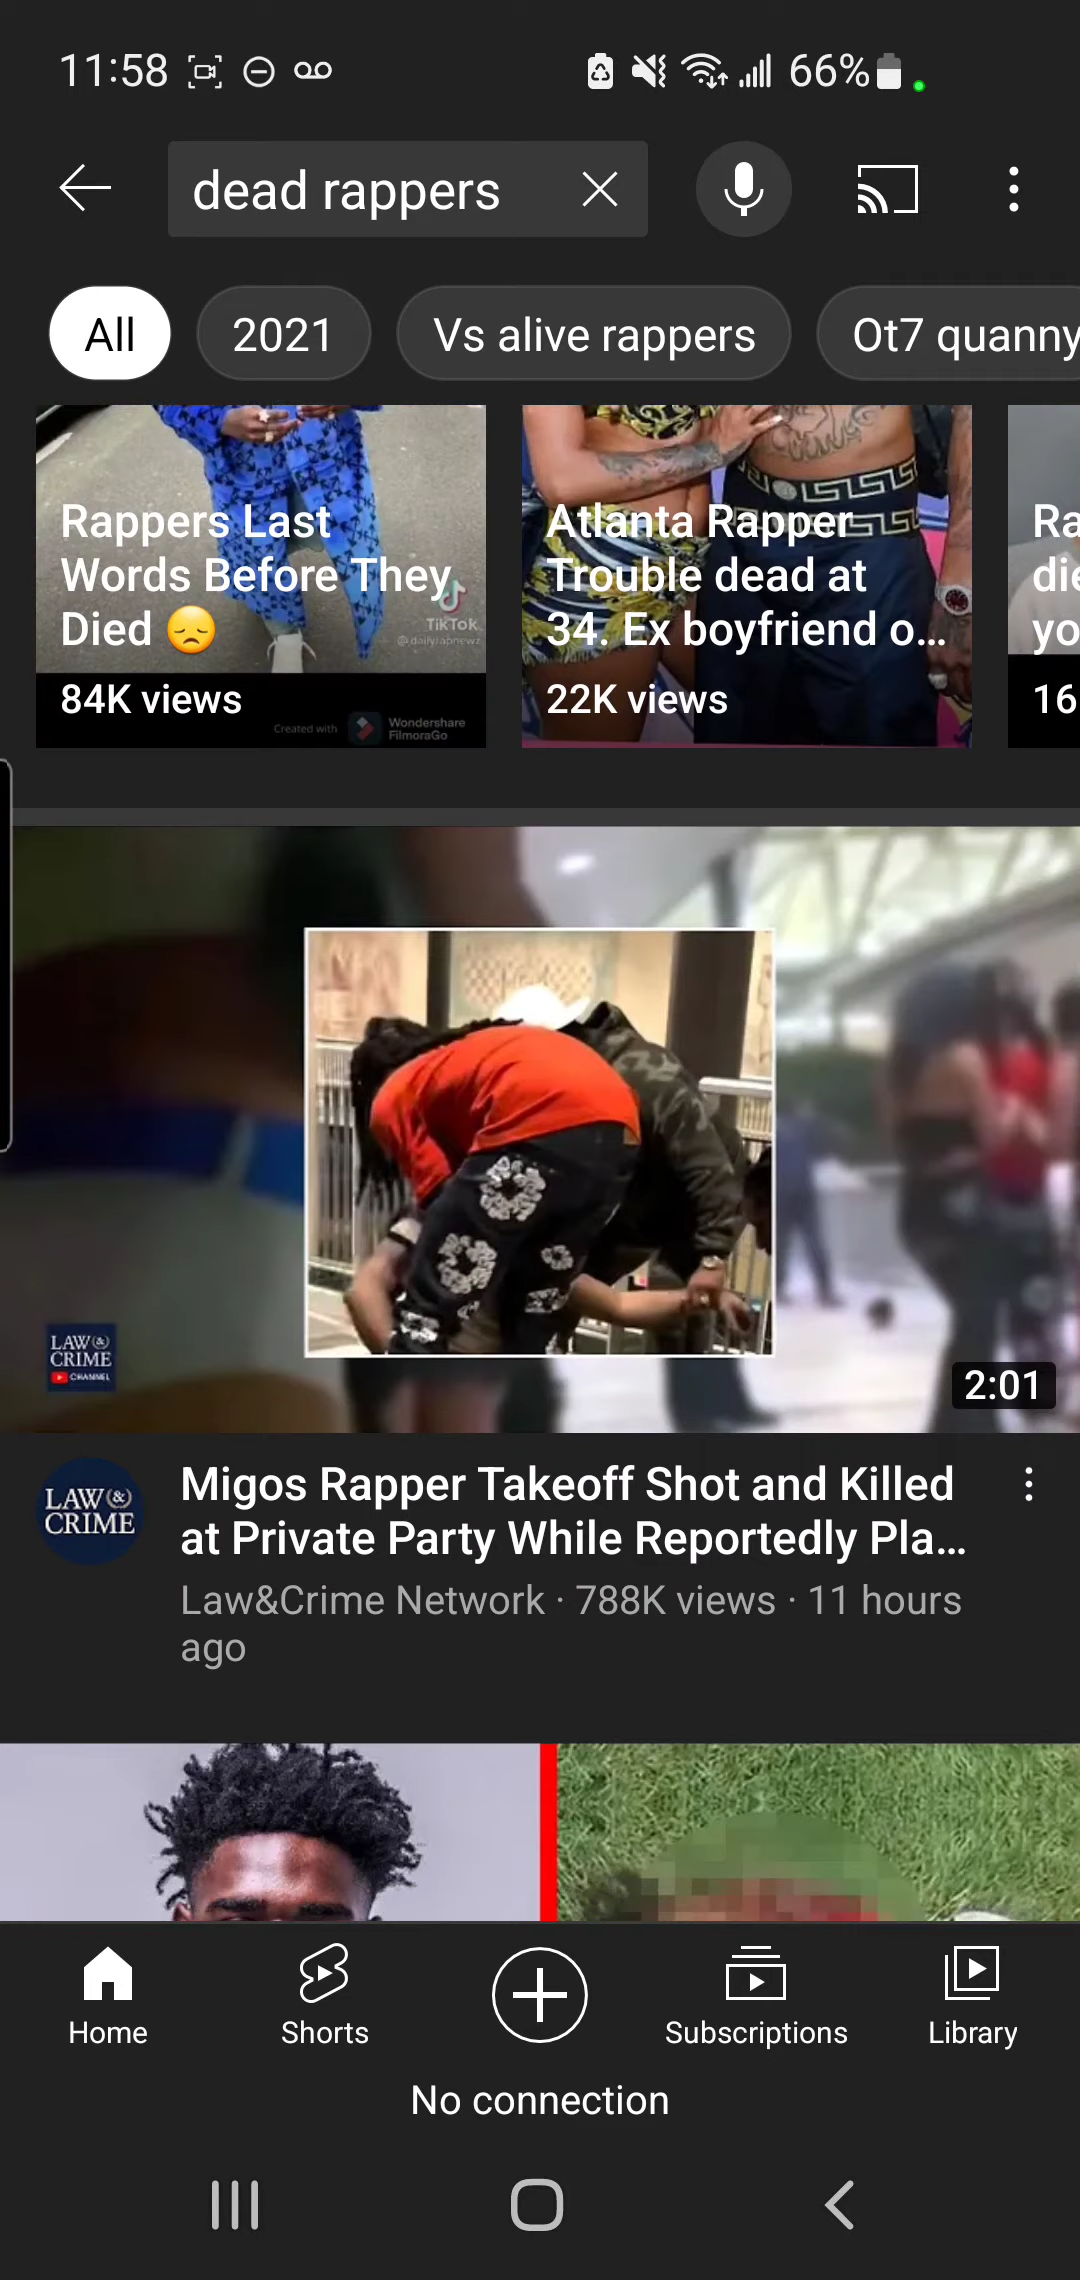 11:58
66%
dead rappers
All
2021
Vs alive rappers
Ot7 quanny
Rappers Last
Words Before They
Died 😞
TikTok
@dailyrapnewz
84K views
Created with
Wondershare
FilmoraGo
Atlanta Rapper
Trouble dead at
34. Ex boyfriend o...
22K views
Ra
die
yo
16
LAW&
CRIME
CHANNEL
2:01
LAW&
CRIME
Migos Rapper Takeoff Shot and Killed
at Private Party While Reportedly Pla...
Law&Crime Network · 788K views · 11 hours
ago
Home
Shorts
Subscriptions
Library
No connection